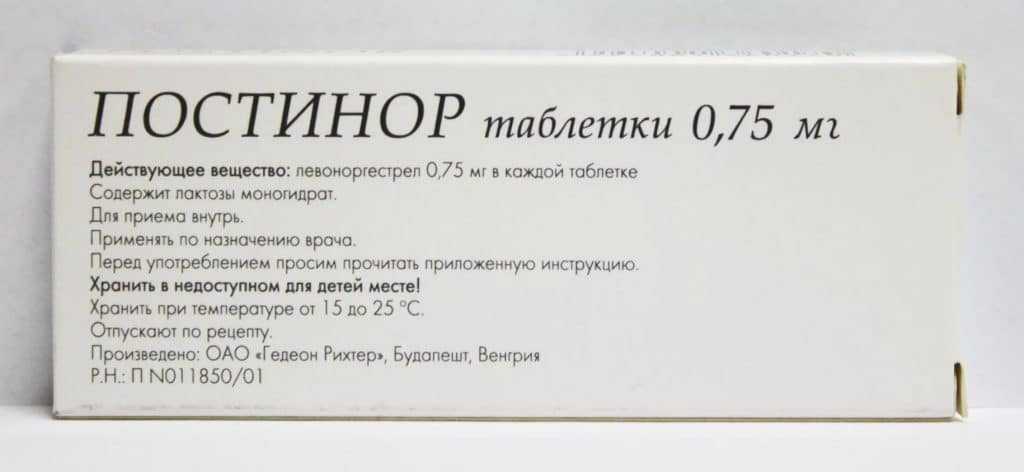 ПОСТИНОР таблетки 0,75 мг
Действующее вещество: левоноргестрел 0,75 мг в каждой таблетке
Содержит лактозы моногидрат.
Для приема внутрь.
Применять по назначению врача.
Перед употреблением просим прочитать приложенную инструкцию.
Хранить в недоступном для детей месте!
Хранить при температуре от 15 до 25 °C.
Отпускают по рецепту.
Произведено: ОАО «Гедеон Рихтер», Будапешт, Венгрия
Р.Н.: П N011850/01